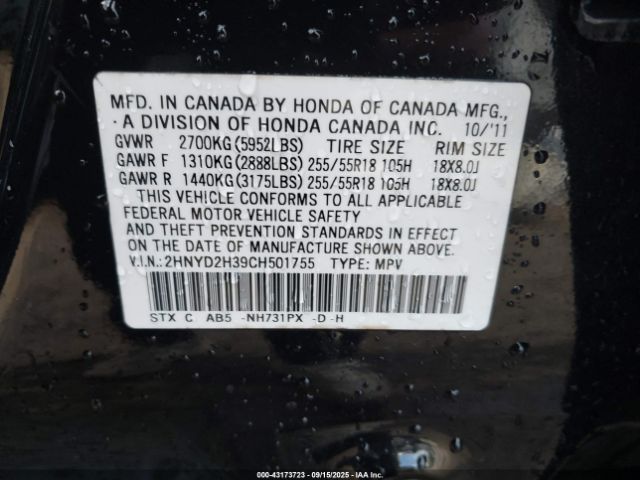 MFD. IN CANADA BY HONDA OF CANADA MFG.,
A DIVISION OF HONDA CANADA INC. 10/'11
GVWR 2700KG(5952LBS) TIRE SIZE RIM SIZE
GAWR F 1310KG(2888LBS) 255/55R18 105H 18X8.0J
GAWR R 1440KG(3175LBS) 255/55R18 105H 18X8.0J
THIS VEHICLE CONFORMS TO ALL APPLICABLE
FEDERAL MOTOR VEHICLE SAFETY
AND THEFT PREVENTION STANDARDS IN EFFECT
ON THE DATE OF MANUFACTURE SHOWN ABOVE.
V.I.N.:2HNYD2H39CH501755 TYPE: MPV
STX C AB5 -NH731PX -D-H
000-43173723 - 09/15/2025 - IAA Inc.